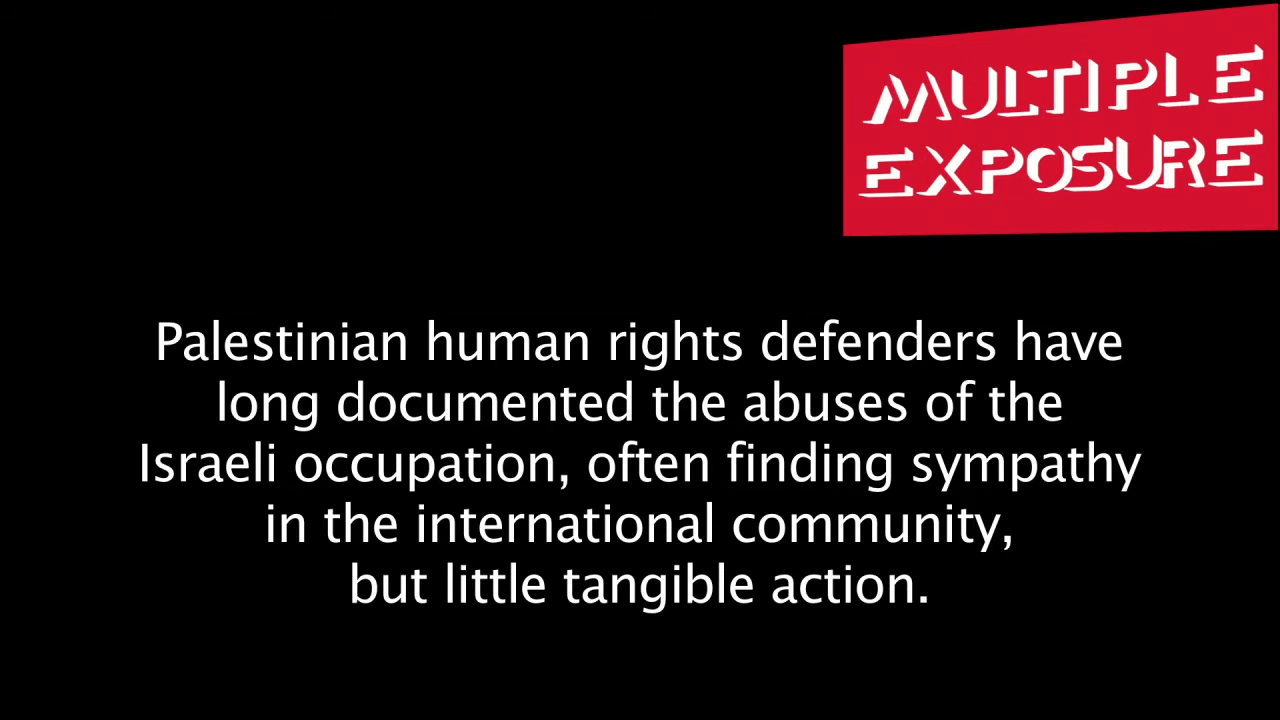 MULTIPLE
EXPOSURE
Palestinian human rights defenders have
long documented the abuses of the
Israeli occupation, often finding sympathy
in the international community,
but little tangible action.